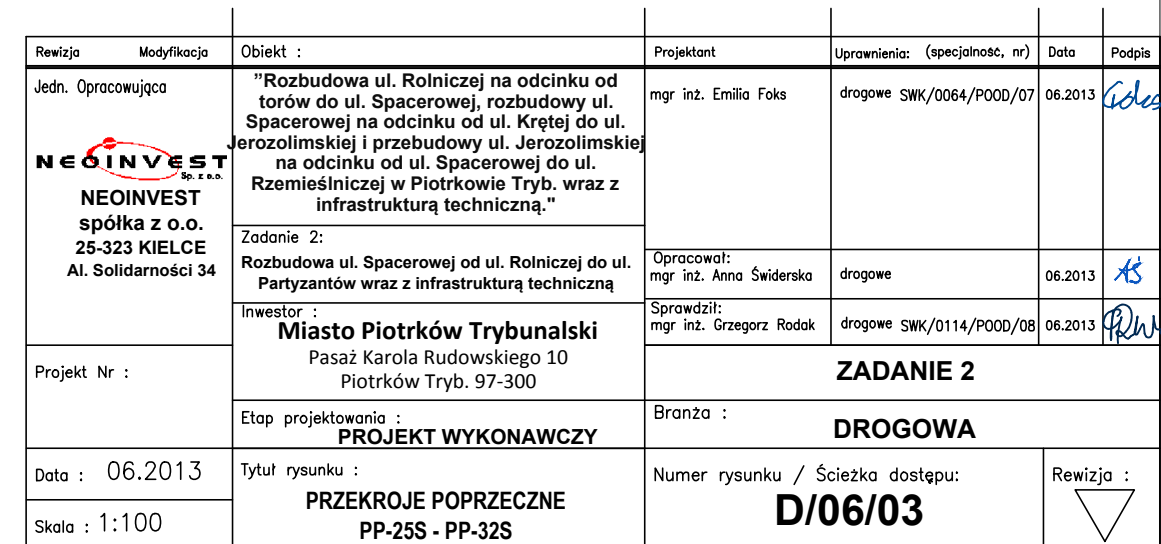 Rewizja Modyfikacja
Obiekt :
Projektant
Uprawnienia: (specjalność, nr)
Data
Podpis
Jedn. Opracowująca
NEOINVEST
Sp. z o.o.
NEOINVEST
spółka z o.o.
25-323 KIELCE
Al. Solidarności 34
"Rozbudowa ul. Rolniczej na odcinku od
torów do ul. Spacerowej, rozbudowy ul.
Spacerowej na odcinku od ul. Krętej do ul.
Jerozolimskiej i przebudowy ul. Jerozolimskiej
na odcinku od ul. Spacerowej do ul.
Rzemieślniczej w Piotrkowie Tryb. wraz z
infrastrukturą techniczną."
mgr inż. Emilia Foks
drogowe SWK/0064/POOD/07
06.2013
Zadanie 2:
Rozbudowa ul. Spacerowej od ul. Rolniczej do ul.
Partyzantów wraz z infrastrukturą techniczną
Opracował:
mgr inż. Anna Świderska
drogowe
06.2013
AŚ
Inwestor :
Miasto Piotrków Trybunalski
Pasaż Karola Rudowskiego 10
Piotrków Tryb. 97-300
Sprawdził:
mgr inż. Grzegorz Rodak
drogowe SWK/0114/POOD/08
06.2013
Projekt Nr :
ZADANIE 2
Etap projektowania :
PROJEKT WYKONAWCZY
Branża :
DROGOWA
Data : 06.2013
Skala : 1:100
Tytuł rysunku :
PRZEKROJE POPRZECZNE
PP-25S - PP-32S
Numer rysunku / Ścieżka dostępu:
D/06/03
Rewizja :